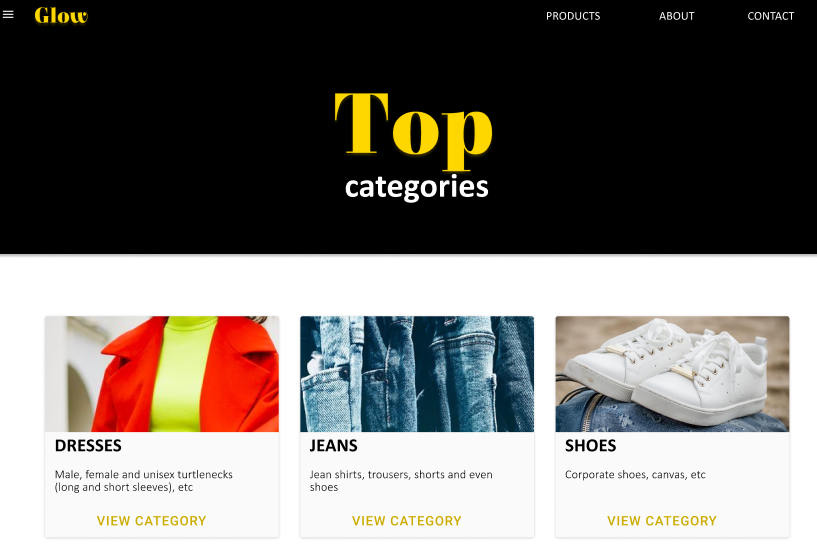 Glow
PRODUCTS
ABOUT
CONTACT
Top
categories
DRESSES
Male, female and unisex turtlenecks
(long and short sleeves), etc
VIEW CATEGORY
JEANS
Jean shirts, trousers, shorts and even
shoes
VIEW CATEGORY
SHOES
Corporate shoes, canvas, etc
VIEW CATEGORY